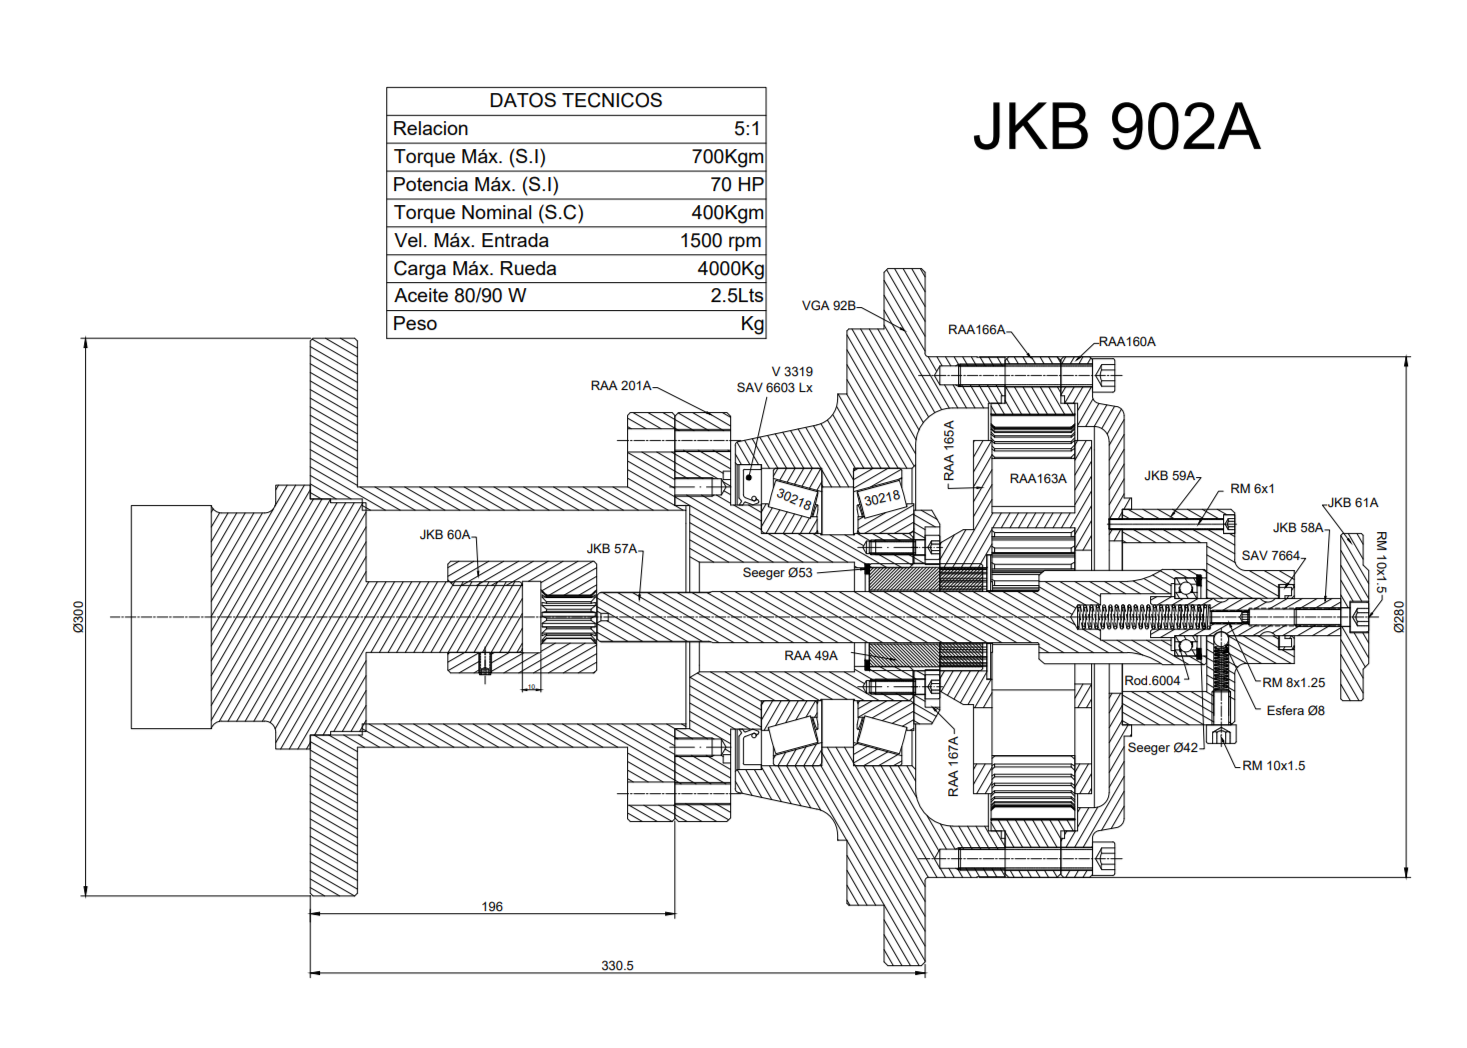 DATOS TECNICOS
Relacion 5:1
Torque Máx. (S.I) 700Kgm
Potencia Máx. (S.I) 70 HP
Torque Nominal (S.C) 400Kgm
Vel. Máx. Entrada 1500 rpm
Carga Máx. Rueda 4000Kg
Aceite 80/90 W 2.5Lts
Peso Kg
JKB 902A
VGA 92B
RAA166A
RAA160A
V 3319
SAV 6603 Lx
RAA 201A
RAA 165A
RAA163A
30218
30218
JKB 59A
RM 6x1
JKB 61A
JKB 58A
SAV 7664
RM 10x1.5
JKB 60A
JKB 57A
Seeger Ø53
Ø300
Ø280
RAA 49A
10
Rod.6004
RM 8x1.25
Esfera Ø8
Seeger Ø42
RM 10x1.5
RAA 167A
196
330.5